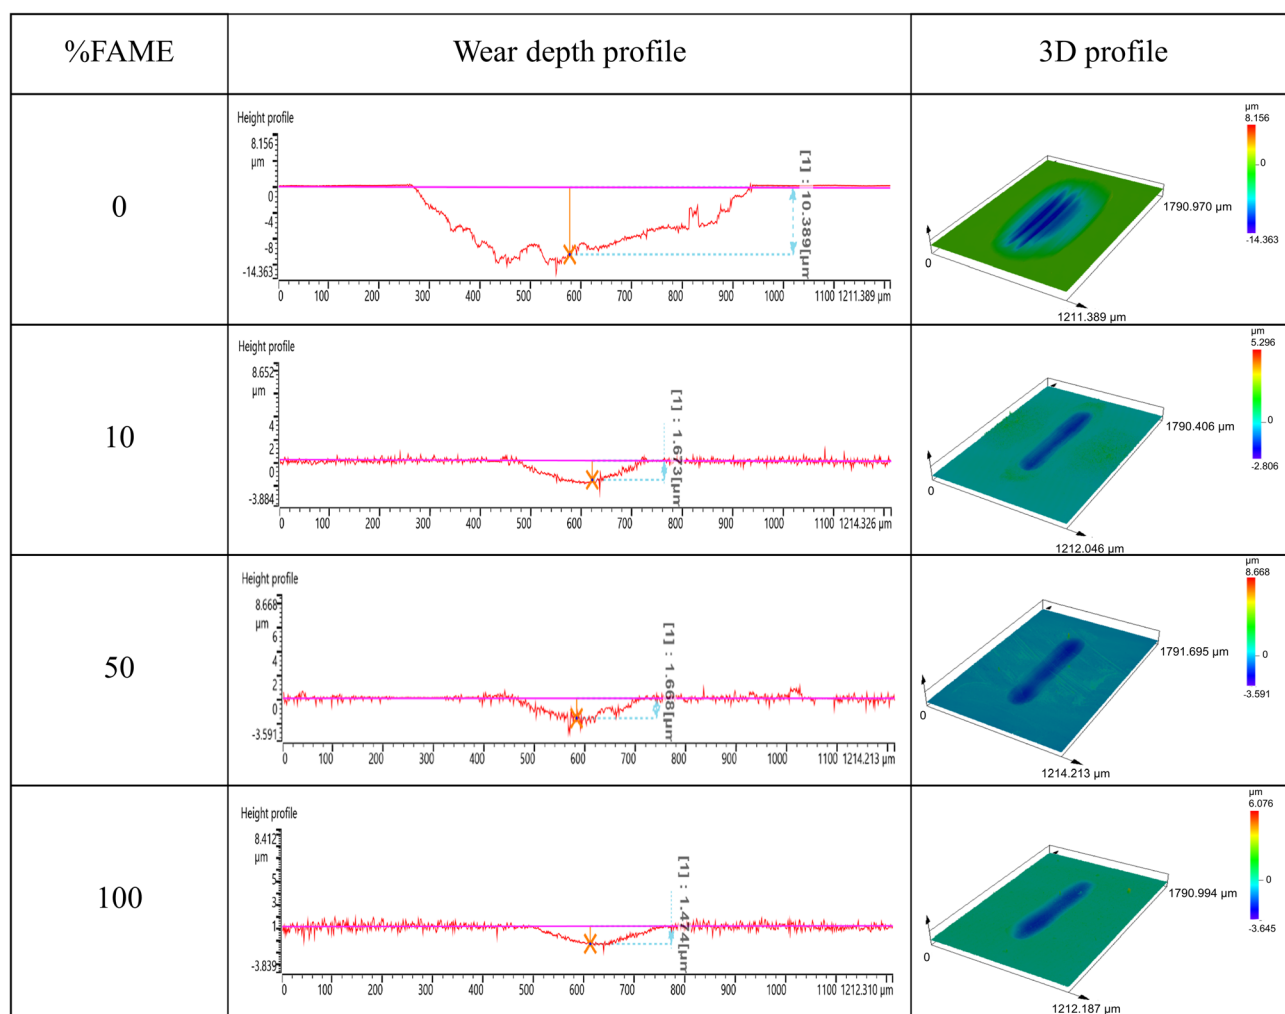 %FAME
Wear depth profile
3D profile
0
Height profile
8.156
µm
0
-4
-8
-14.363
[1] : 10.389[µm
0 100 200 300 400 500 600 700 800 900 1000 1100 1211.389 µm
µm
8.156
0
-14.363
1790.970 µm
0
1211.389 µm
10
Height profile
8.652
µm
4
2
0
-3.884
[1] : 1.673[µm
0 100 200 300 400 500 600 700 800 900 1000 1100 1214.326 µm
µm
5.296
0
-2.806
1790.406 µm
0
1212.046 µm
50
Height profile
8.668
µm
6
4
2
0
-3.591
[1] : 1.668[µm
0 100 200 300 400 500 600 700 800 900 1000 1100 1214.213 µm
µm
8.668
0
-3.591
1791.695 µm
0
1214.213 µm
100
Height profile
8.412
µm
5
3
1
-3.839
[1] : 1.474[µm
0 100 200 300 400 500 600 700 800 900 1000 1100 1212.310 µm
µm
6.076
0
-3.645
1790.994 µm
0
1212.187 µm